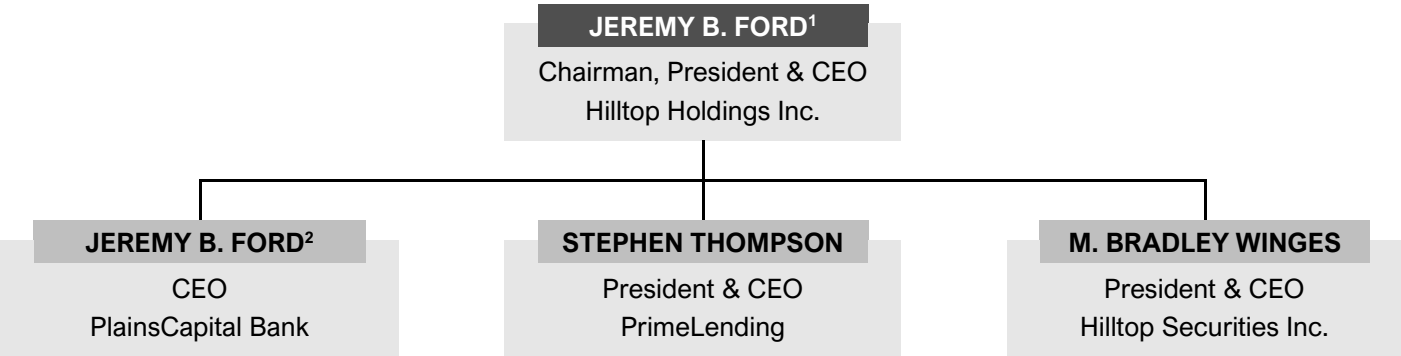 JEREMY B. FORD¹
Chairman, President & CEO
Hilltop Holdings Inc.
JEREMY B. FORD²
CEO
PlainsCapital Bank
STEPHEN THOMPSON
President & CEO
PrimeLending
M. BRADLEY WINGES
President & CEO
Hilltop Securities Inc.